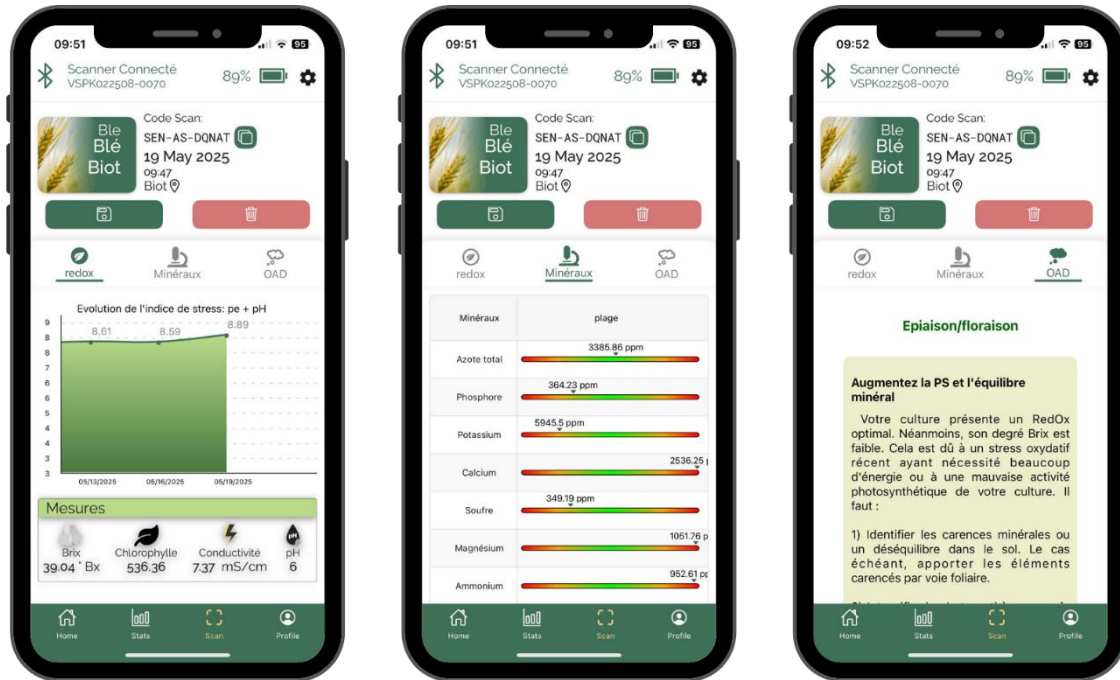 09:51
95
Scanner Connecté
VSPK022508-0070
89%
Ble
Blé
Biot
Code Scan:
SEN-AS-DQNAT
19 May 2025
09:47
Biot
redox
Minéraux
OAD
Evolution de l'indice de stress: pe + pH
9
8
8
7
6
6
5
4
4
3
3
8.61
8.59
8.89
05/13/2025
05/16/2025
05/19/2025
Mesures
Brix
39.04 ° Bx
Chlorophylle
536.36
Conductivité
7.37 mS/cm
pH
pH
6
Home
Stats
Scan
Profile
09:51
95
Scanner Connecté
VSPK022508-0070
89%
Ble
Blé
Biot
Code Scan:
SEN-AS-DQNAT
19 May 2025
09:47
Biot
redox
Minéraux
OAD
Minéraux
plage
Azote total
3385.86 ppm
Phosphore
364.23 ppm
Potassium
5945.5 ppm
Calcium
2536.25
Soufre
349.19 ppm
Magnésium
1051.76 p
Ammonium
952.61 p
Home
Stats
Scan
Profile
09:52
95
Scanner Connecté
VSPK022508-0070
89%
Ble
Blé
Biot
Code Scan:
SEN-AS-DQNAT
19 May 2025
09:47
Biot
redox
Minéraux
OAD
Epiaison/floraison
Augmentez la PS et l'équilibre
minéral
Votre culture présente un RedOx
optimal. Néanmoins, son degré Brix est
faible. Cela est dû à un stress oxydatif
récent ayant nécessité beaucoup
d'énergie ou à une mauvaise activité
photosynthétique de votre culture. Il
faut :
1) Identifier les carences minérales ou
un déséquilibre dans le sol. Le cas
échéant, apporter les éléments
carencés par voie foliaire.
Home
Stats
Scan
Profile